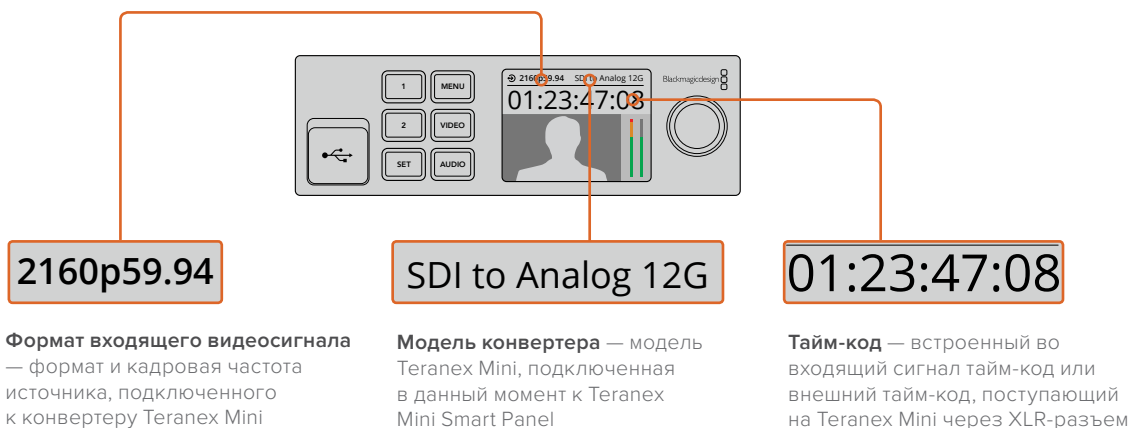 1
MENU
2
VIDEO
SET
AUDIO
2160p59.94 SDI to Analog 12G
01:23:47:08
Blackmagicdesign
2160p59.94
SDI to Analog 12G
01:23:47:08
Формат входящего видеосигнала
— формат и кадровая частота
источника, подключенного
к конвертеру Teranex Mini
Модель конвертера — модель
Teranex Mini, подключенная
в данный момент к Teranex
Mini Smart Panel
Тайм-код — встроенный во
входящий сигнал тайм-код или
внешний тайм-код, поступающий
на Teranex Mini через XLR-разъем